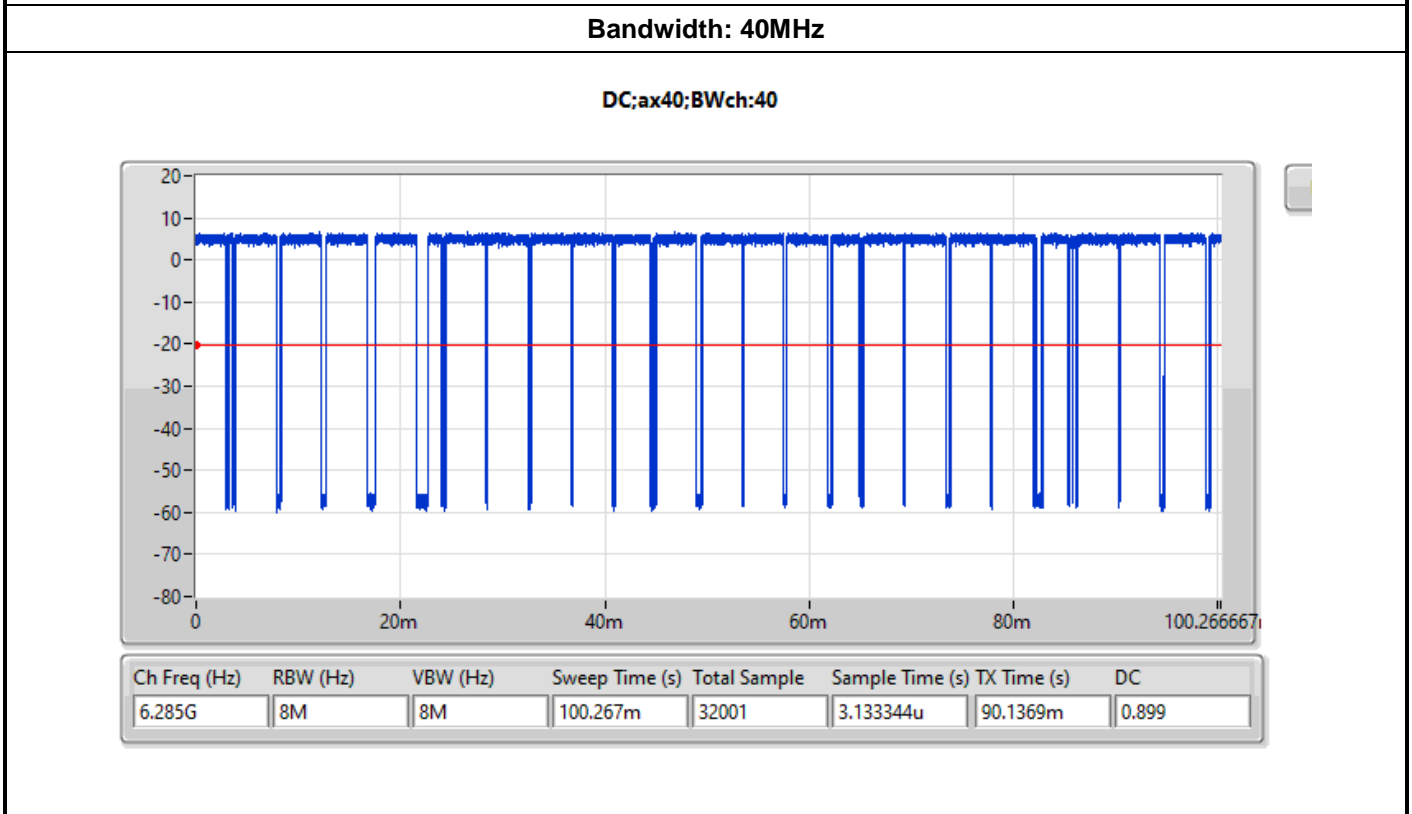 Bandwidth: 40MHz
DC;ax40;BWch:40
20
10
0
-10
-20
-30
-40
-50
-60
-70
-80
0 20m 40m 60m 80m 100.266667
Ch Freq (Hz) RBW (Hz) VBW (Hz) Sweep Time (s) Total Sample Sample Time (s) TX Time (s) DC
6.285G 8M 8M 100.267m 32001 3.133344u 90.1369m 0.899